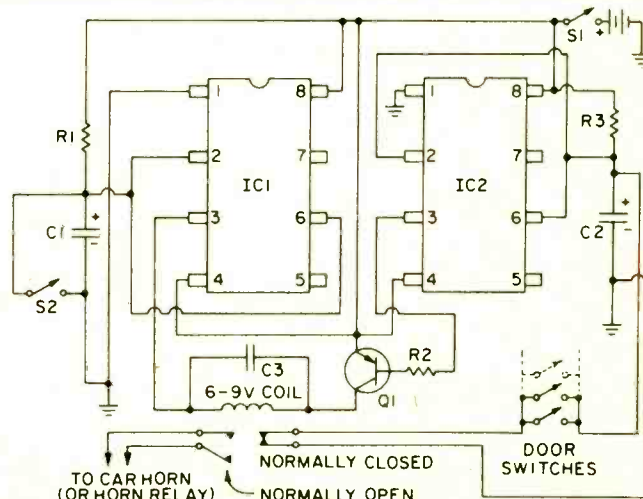 S1
+
R1
1
8
1
8
R3
2
7
2
7
IC1
IC2
C1
+
-
3
6
3
6
+
-
C2
S2
4
5
4
5
C3
R2
6-9V COIL
Q1
TO CAR HORN
(OR HORN RELAY)
NORMALLY CLOSED
NORMALLY OPEN
DOOR
SWITCHES